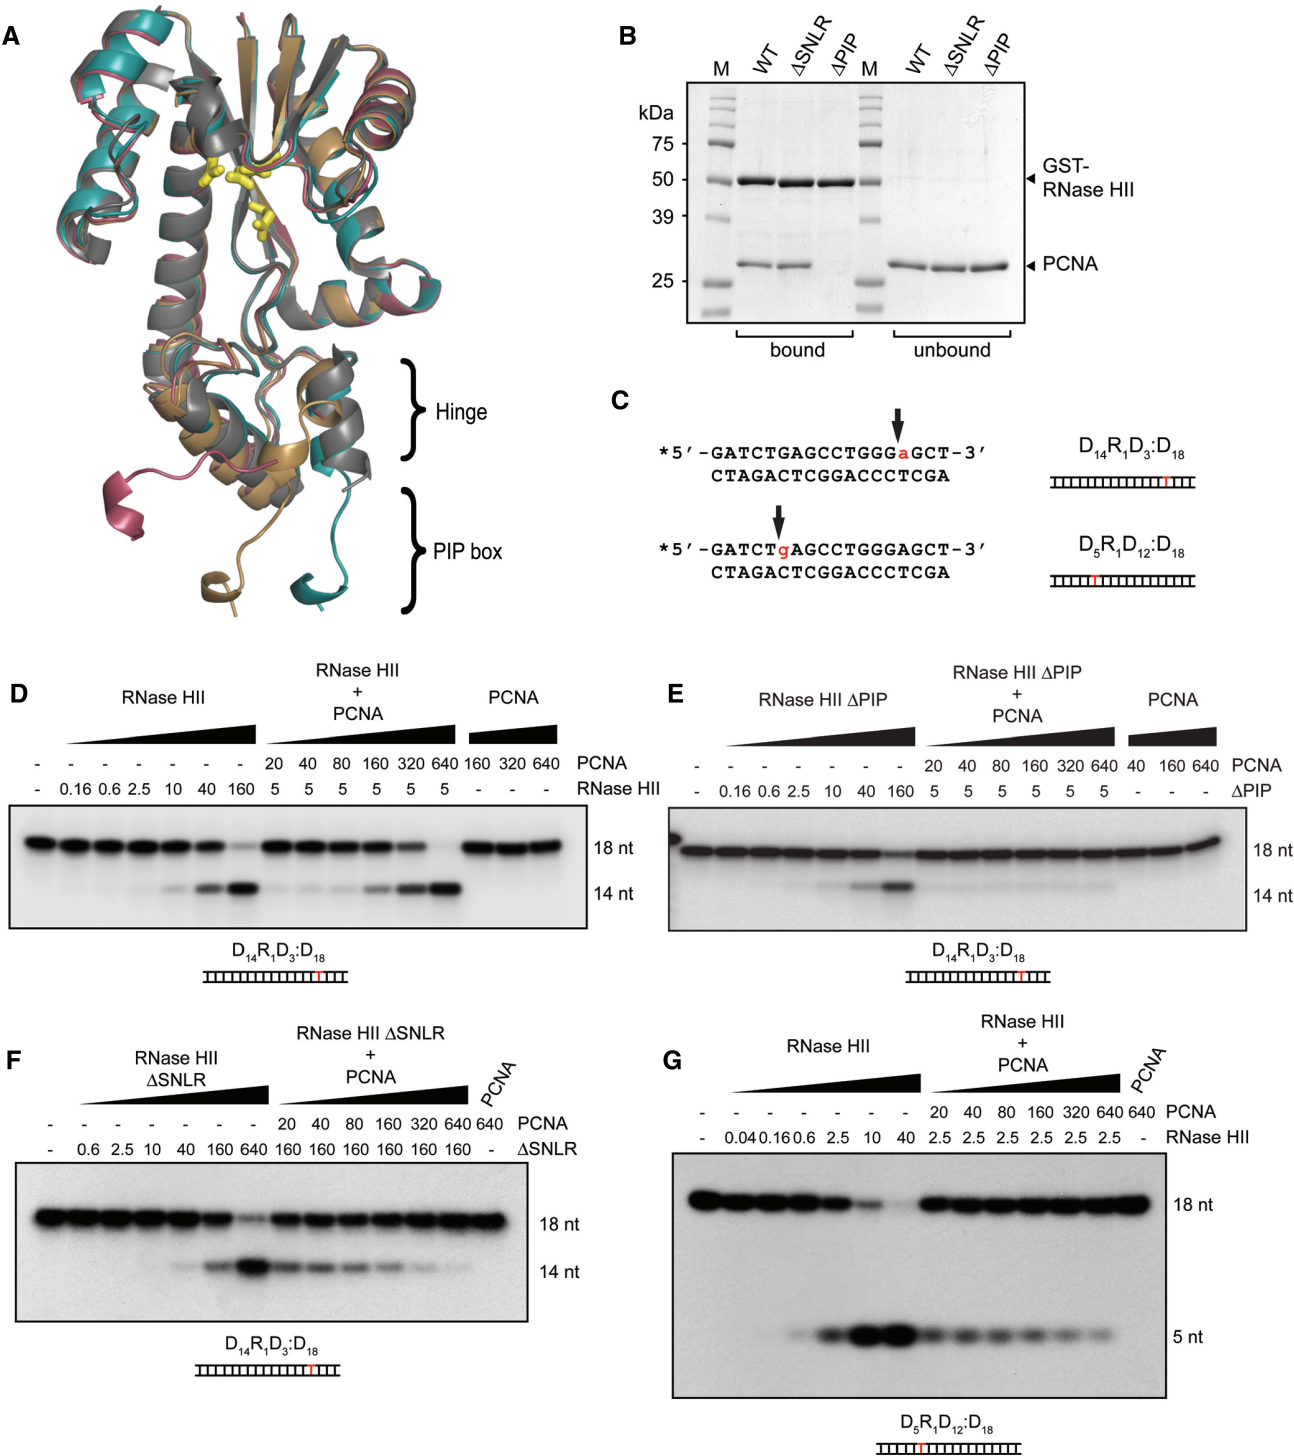 A
Hinge
PIP box
B
M WT ΔSNLR ΔPIP M WT ΔSNLR ΔPIP
kDa
75
50
39
25
GST-
RNase HII
PCNA
bound unbound
C
*5′-GATCTGAGCCTGGGaGCT-3′
CTAGACTCGGACCCTCGA
D14R1D3:D18
*5′-GATCTgAGCCTGGGAGCT-3′
CTAGACTCGGACCCTCGA
D5R1D12:D18
D
RNase HII
RNase HII
+
PCNA
PCNA
- - - - - - - 20 40 80 160 320 640 160 320 640 PCNA
- 0.16 0.6 2.5 10 40 160 5 5 5 5 5 5 - - - RNase HII
18 nt
14 nt
D14R1D3:D18
E
RNase HII ΔPIP
RNase HII ΔPIP
+
PCNA
PCNA
- - - - - - - 20 40 80 160 320 640 40 160 640 PCNA
- 0.16 0.6 2.5 10 40 160 5 5 5 5 5 5 - - - ΔPIP
18 nt
14 nt
D14R1D3:D18
F
RNase HII
ΔSNLR
RNase HII ΔSNLR
+
PCNA
PCNA
- - - - - - - 20 40 80 160 320 640 640 PCNA
- 0.6 2.5 10 40 160 640 160 160 160 160 160 160 - ΔSNLR
18 nt
14 nt
D14R1D3:D18
G
RNase HII
RNase HII
+
PCNA
PCNA
- - - - - - - 20 40 80 160 320 640 640 PCNA
- 0.04 0.16 0.6 2.5 10 40 2.5 2.5 2.5 2.5 2.5 2.5 - RNase HII
18 nt
5 nt
D5R1D12:D18